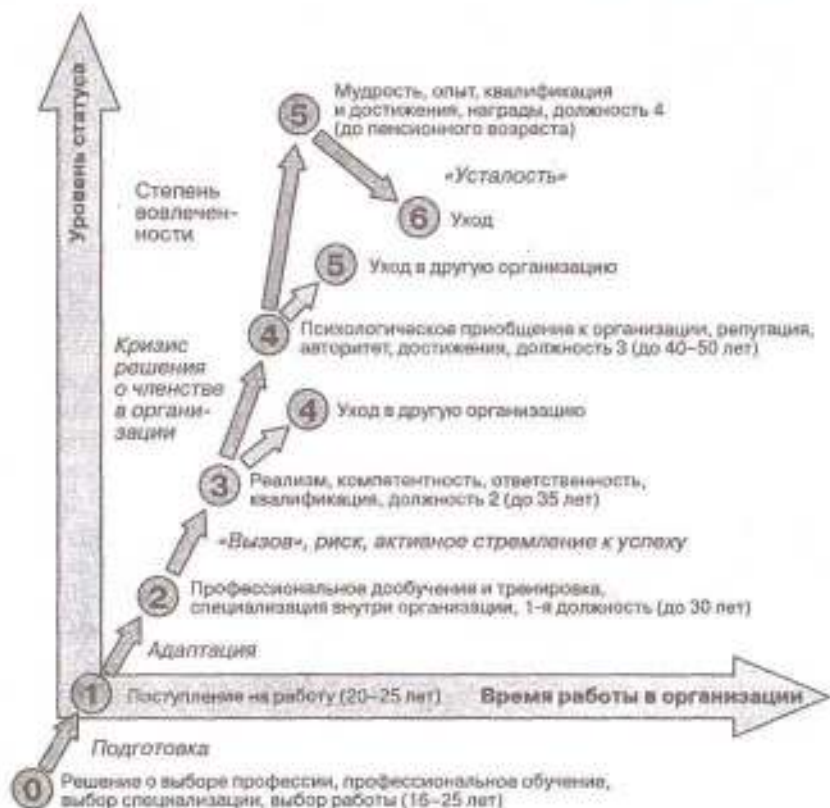 Уровень статуса
5
Мудрость, опыт, квалификация
и достижения, награды, должность 4
(до пенсионного возраста)
«Усталость»
Степень
вовлечен-
ности
6
Уход
5
Уход в другую организацию
4
Психологическое приобщение к организации, репутация,
авторитет, достижения, должность 3 (до 40–50 лет)
Кризис
решения
о членстве
в органи-
зации
4
Уход в другую организацию
3
Реализм, компетентность, ответственность,
квалификация, должность 2 (до 35 лет)
«Вызов», риск, активное стремление к успеху
2
Профессиональное дообучения и тренировка,
специализация внутри организации, 1-я должность (до 30 лет)
Адаптация
1
Поступление на работу (20–25 лет)
Время работы в организации
Подготовка
0
Решение о выборе профессии, профессиональное обучение,
выбор специализации, выбор работы (16–25 лет)